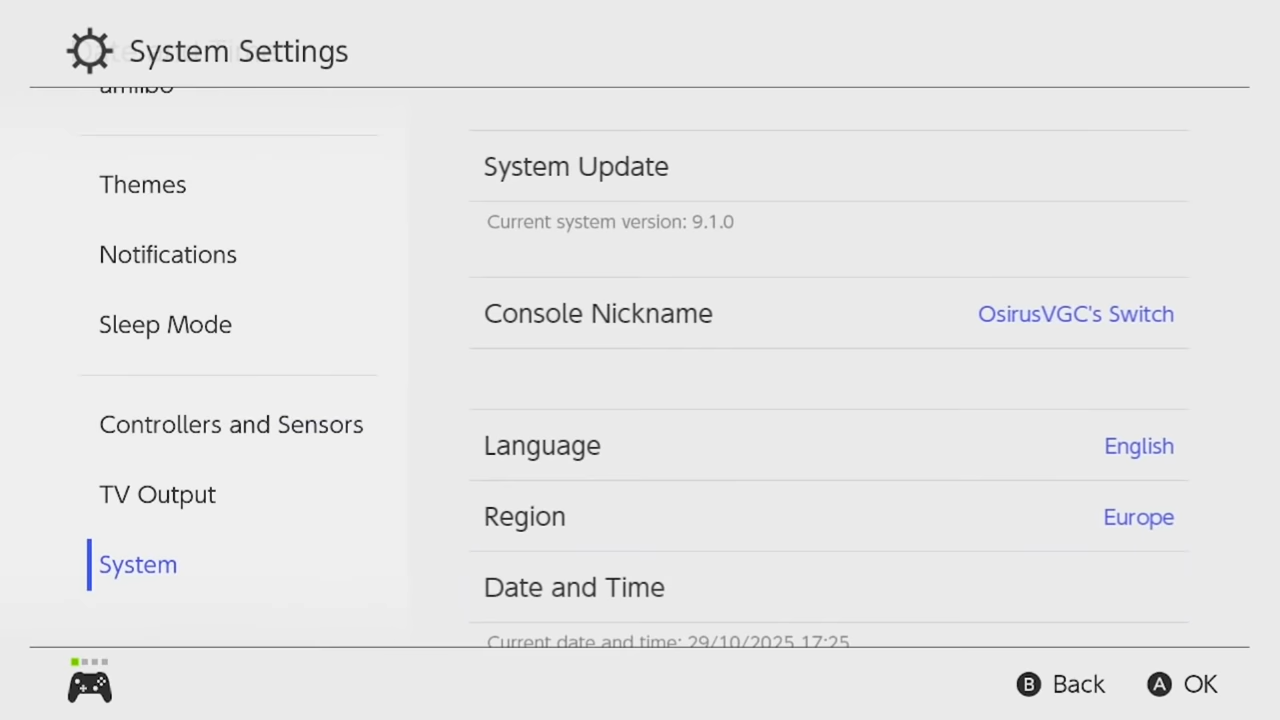 System Settings
amiibo
Themes
Notifications
Sleep Mode
Controllers and Sensors
TV Output
System
System Update
Current system version: 9.1.0
Console Nickname
OsirusVGC's Switch
Language
English
Region
Europe
Date and Time
Current date and time: 29/10/2025 17:25
B Back
A OK